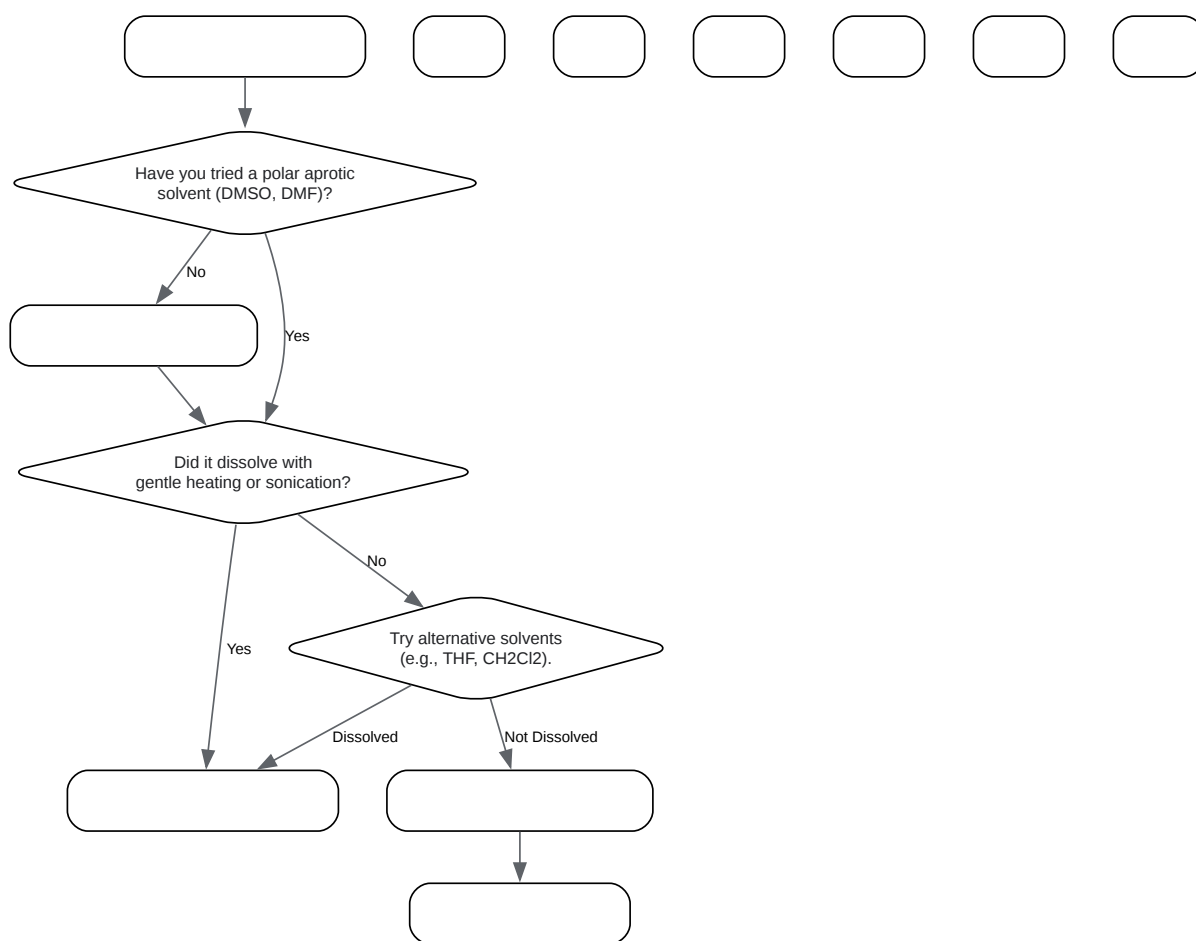 Have you tried a polar aprotic
solvent (DMSO, DMF)?
No
Yes
Did it dissolve with
gentle heating or sonication?
No
Try alternative solvents
(e.g., THF, CH2Cl2).
Yes
Dissolved
Not Dissolved